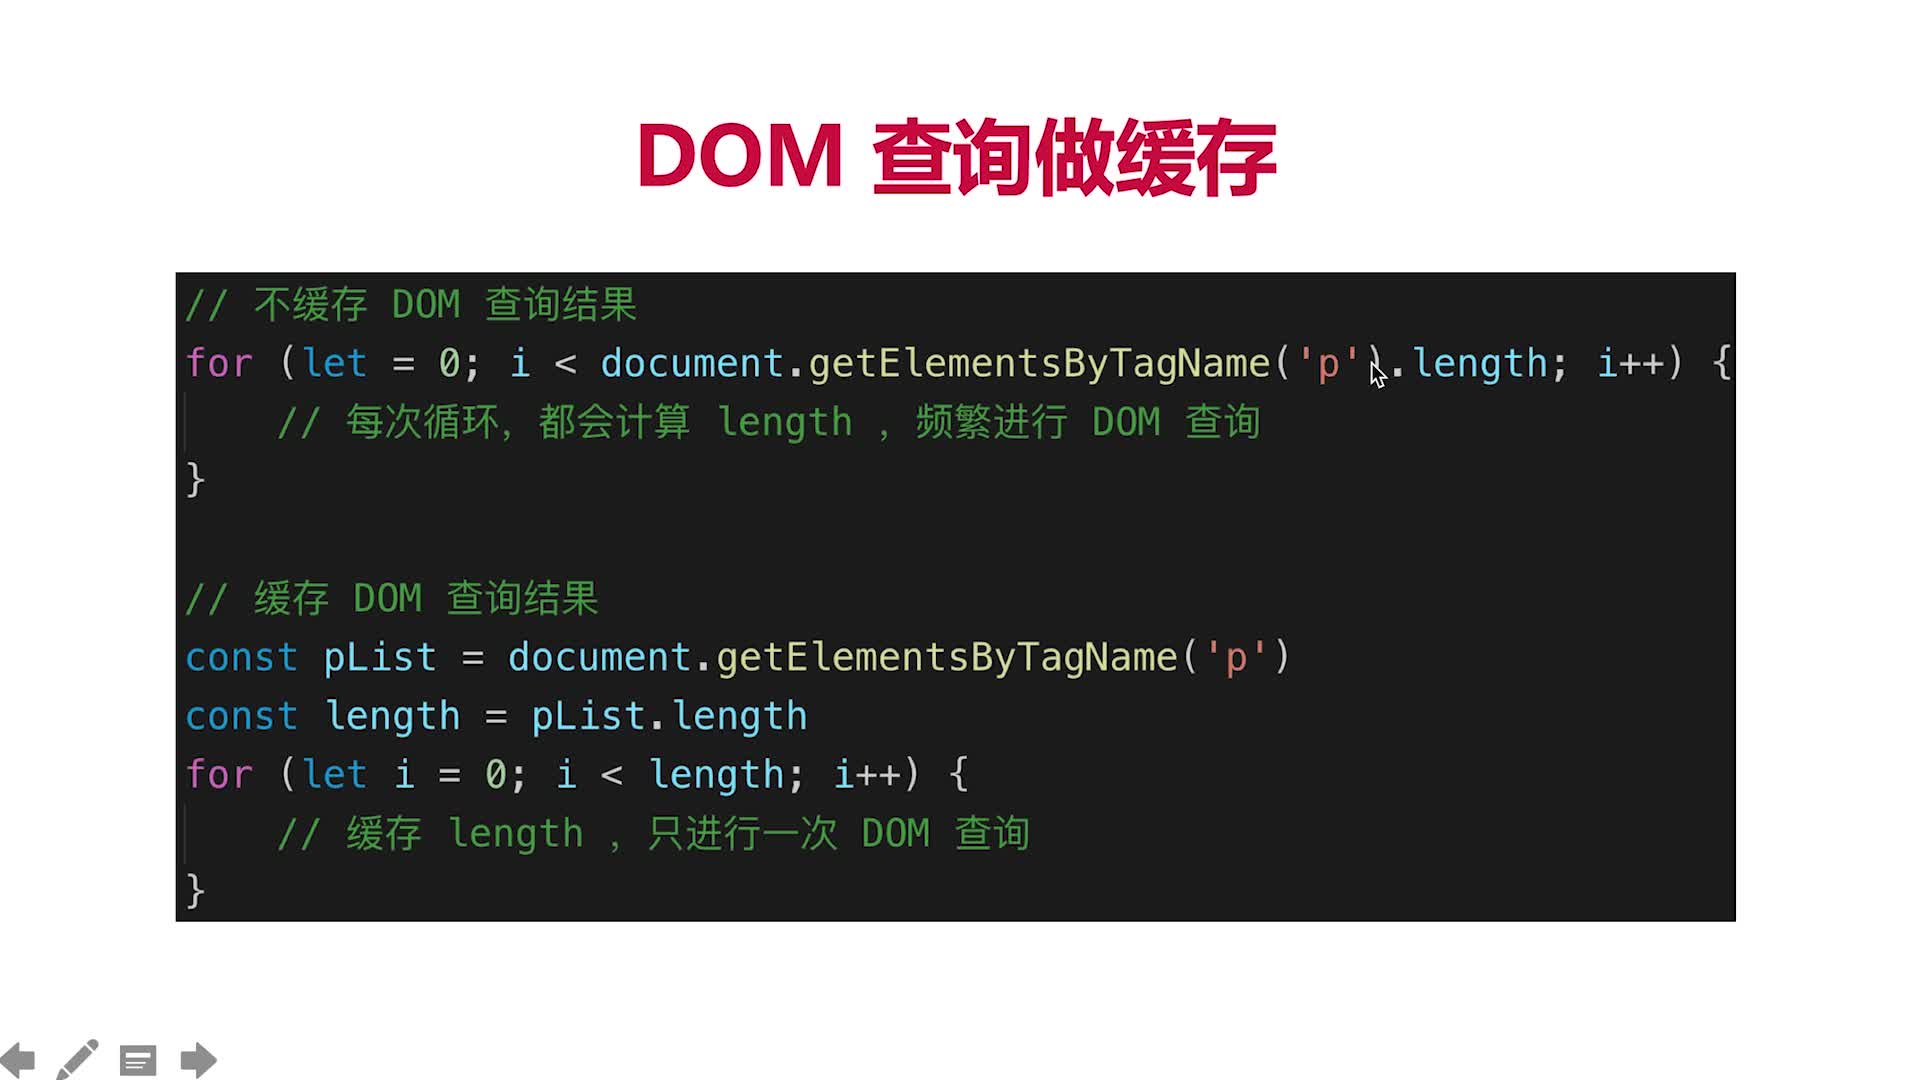 DOM 查询做缓存
// 不缓存 DOM 查询结果
for (let = 0; i < document.getElementsByTagName('p').length; i++) {
    // 每次循环，都会计算 length ，频繁进行 DOM 查询
}
// 缓存 DOM 查询结果
const pList = document.getElementsByTagName('p')
const length = pList.length
for (let i = 0; i < length; i++) {
    // 缓存 length ，只进行一次 DOM 查询
}